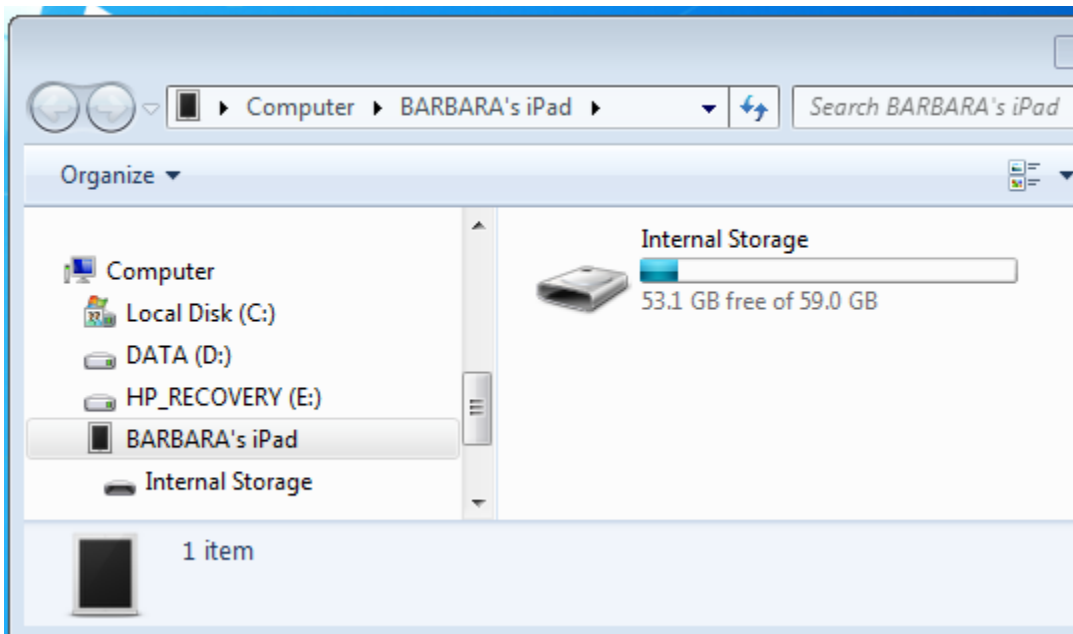 Computer BARBARA's iPad
Search BARBARA's iPad
Organize
Computer
Local Disk (C:)
DATA (D:)
HP_RECOVERY (E:)
BARBARA's iPad
Internal Storage
Internal Storage
53.1 GB free of 59.0 GB
1 item